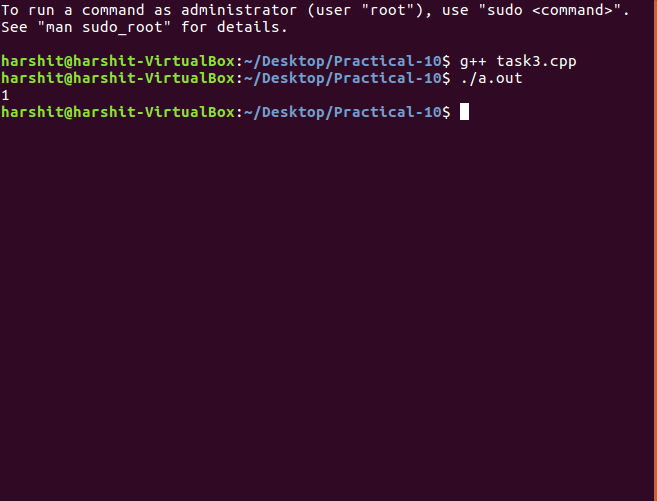 To run a command as administrator (user "root"), use "sudo <command>".
See "man sudo_root" for details.
harshit@harshit-VirtualBox:~/Desktop/Practical-10$ g++ task3.cpp
harshit@harshit-VirtualBox:~/Desktop/Practical-10$ ./a.out
1
harshit@harshit-VirtualBox:~/Desktop/Practical-10$